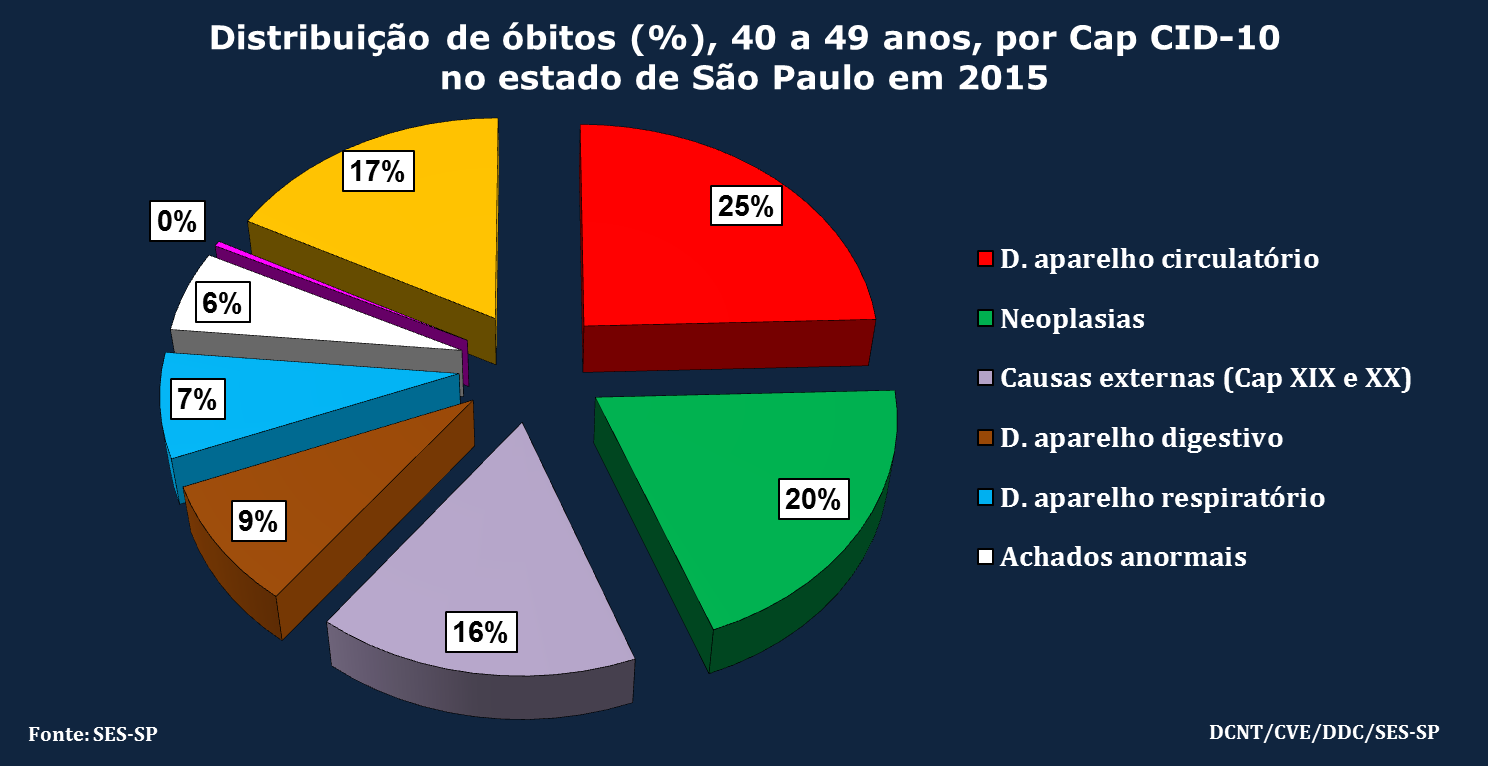 Distribuição de óbitos (%), 40 a 49 anos, por Cap CID-10
no estado de São Paulo em 2015
17%
25%
0%
6%
7%
9%
20%
16%
D. aparelho circulatório
Neoplasias
Causas externas (Cap XIX e XX)
D. aparelho digestivo
D. aparelho respiratório
Achados anormais
Fonte: SES-SP
DCNT/CVE/DDC/SES-SP